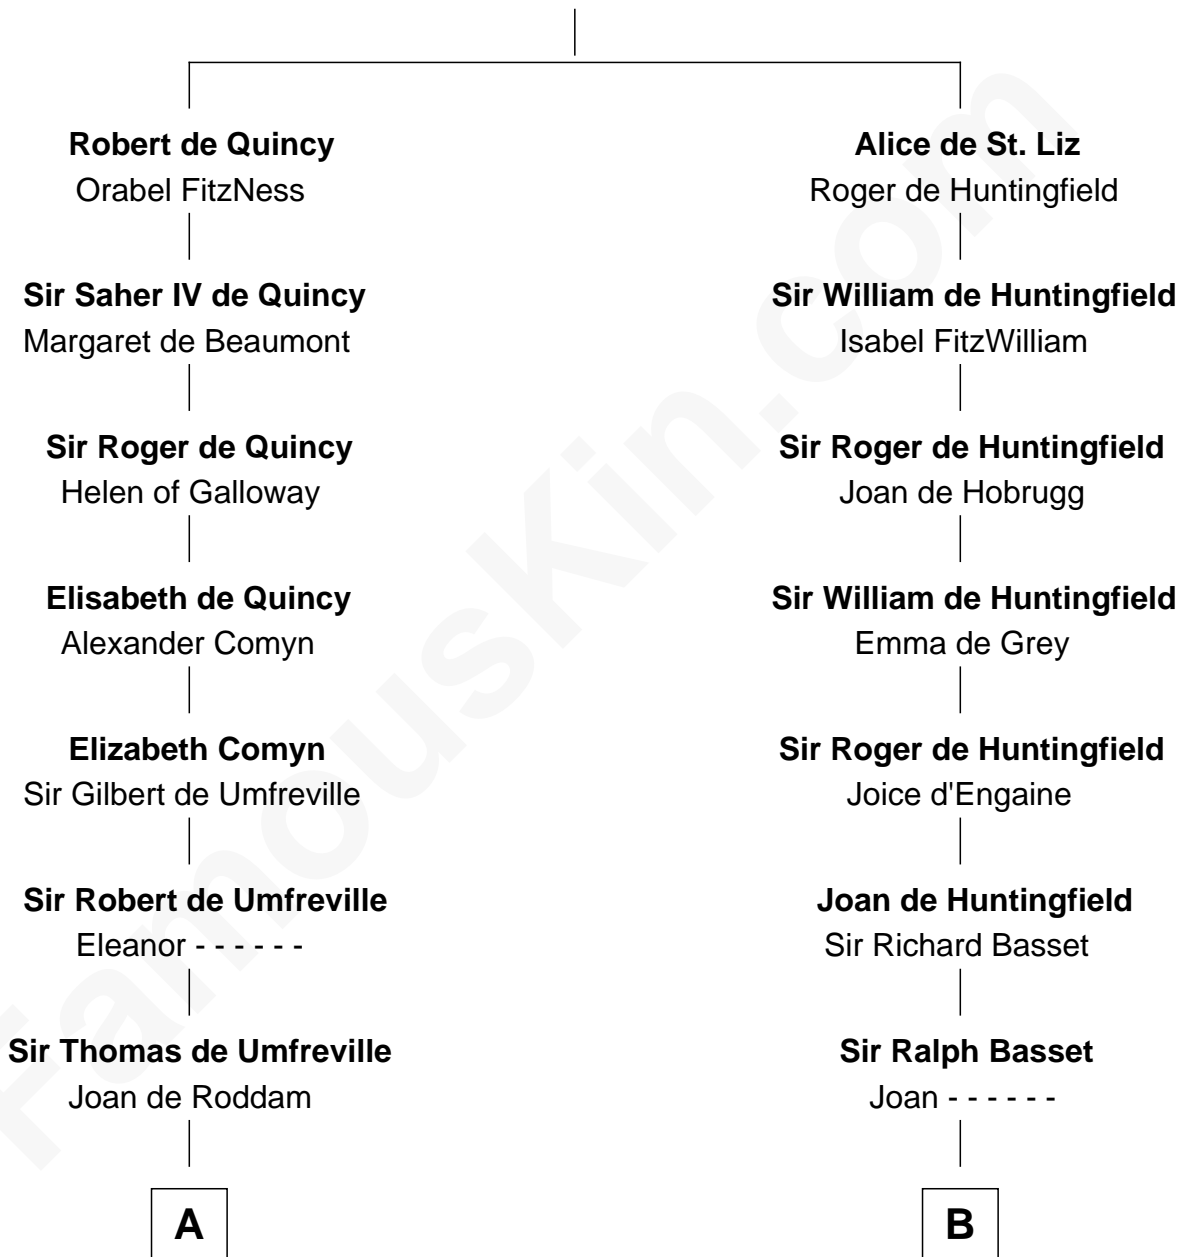 Robert de Quincy
Orabel FitzNess
Sir Saher IV de Quincy
Margaret de Beaumont
Sir Roger de Quincy
Helen of Galloway
Elisabeth de Quincy
Alexander Comyn
Elizabeth Comyn
Sir Gilbert de Umfreville
Sir Robert de Umfreville
Eleanor - - - - - -
Sir Thomas de Umfreville
Joan de Roddam
A
Alice de St. Liz
Roger de Huntingfield
Sir William de Huntingfield
Isabel FitzWilliam
Sir Roger de Huntingfield
Joan de Hobrugg
Sir William de Huntingfield
Emma de Grey
Sir Roger de Huntingfield
Joice d'Engaine
Joan de Huntingfield
Sir Richard Basset
Sir Ralph Basset
Joan - - - - - -
B
FamousKin.com